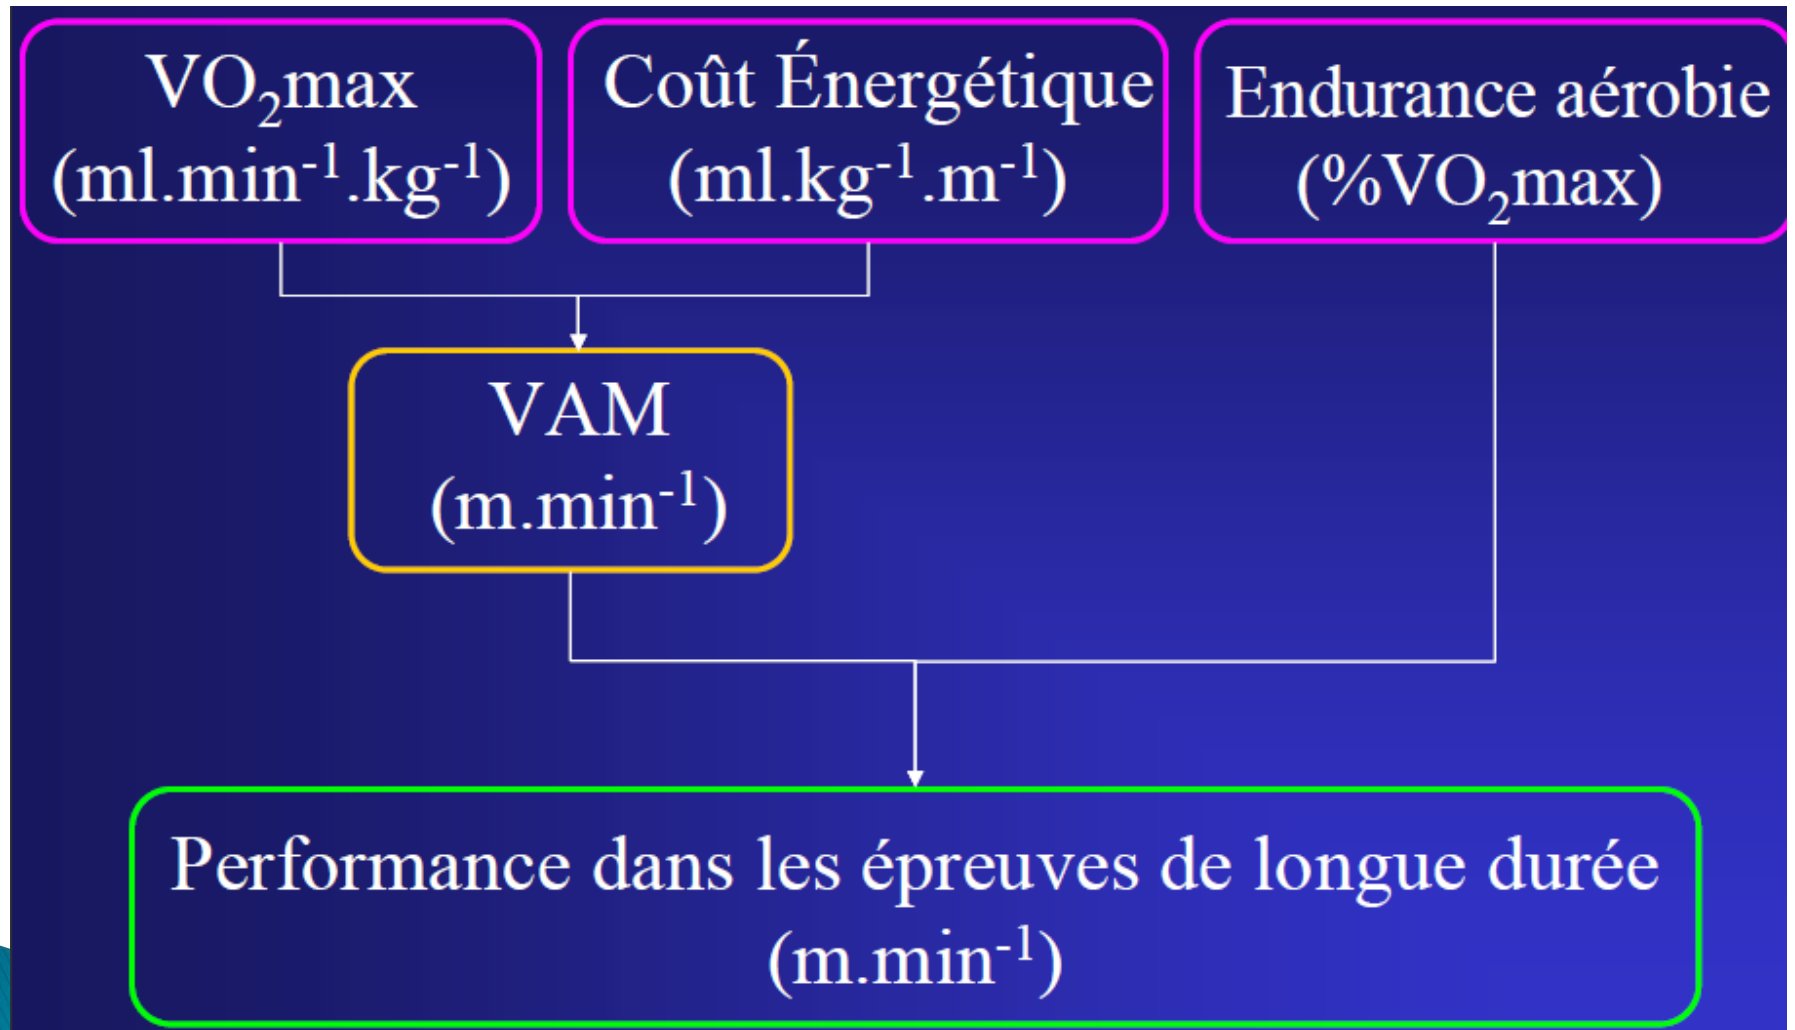 VO₂max
(ml.min⁻¹.kg⁻¹)
Coût Énergétique
(ml.kg⁻¹.m⁻¹)
Endurance aérobie
(%VO₂max)
VAM
(m.min⁻¹)
Performance dans les épreuves de longue durée
(m.min⁻¹)